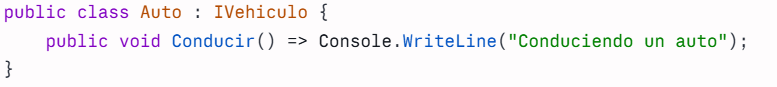 public class Auto : IVehiculo {
    public void Conducir() => Console.WriteLine("Conduciendo un auto");
}